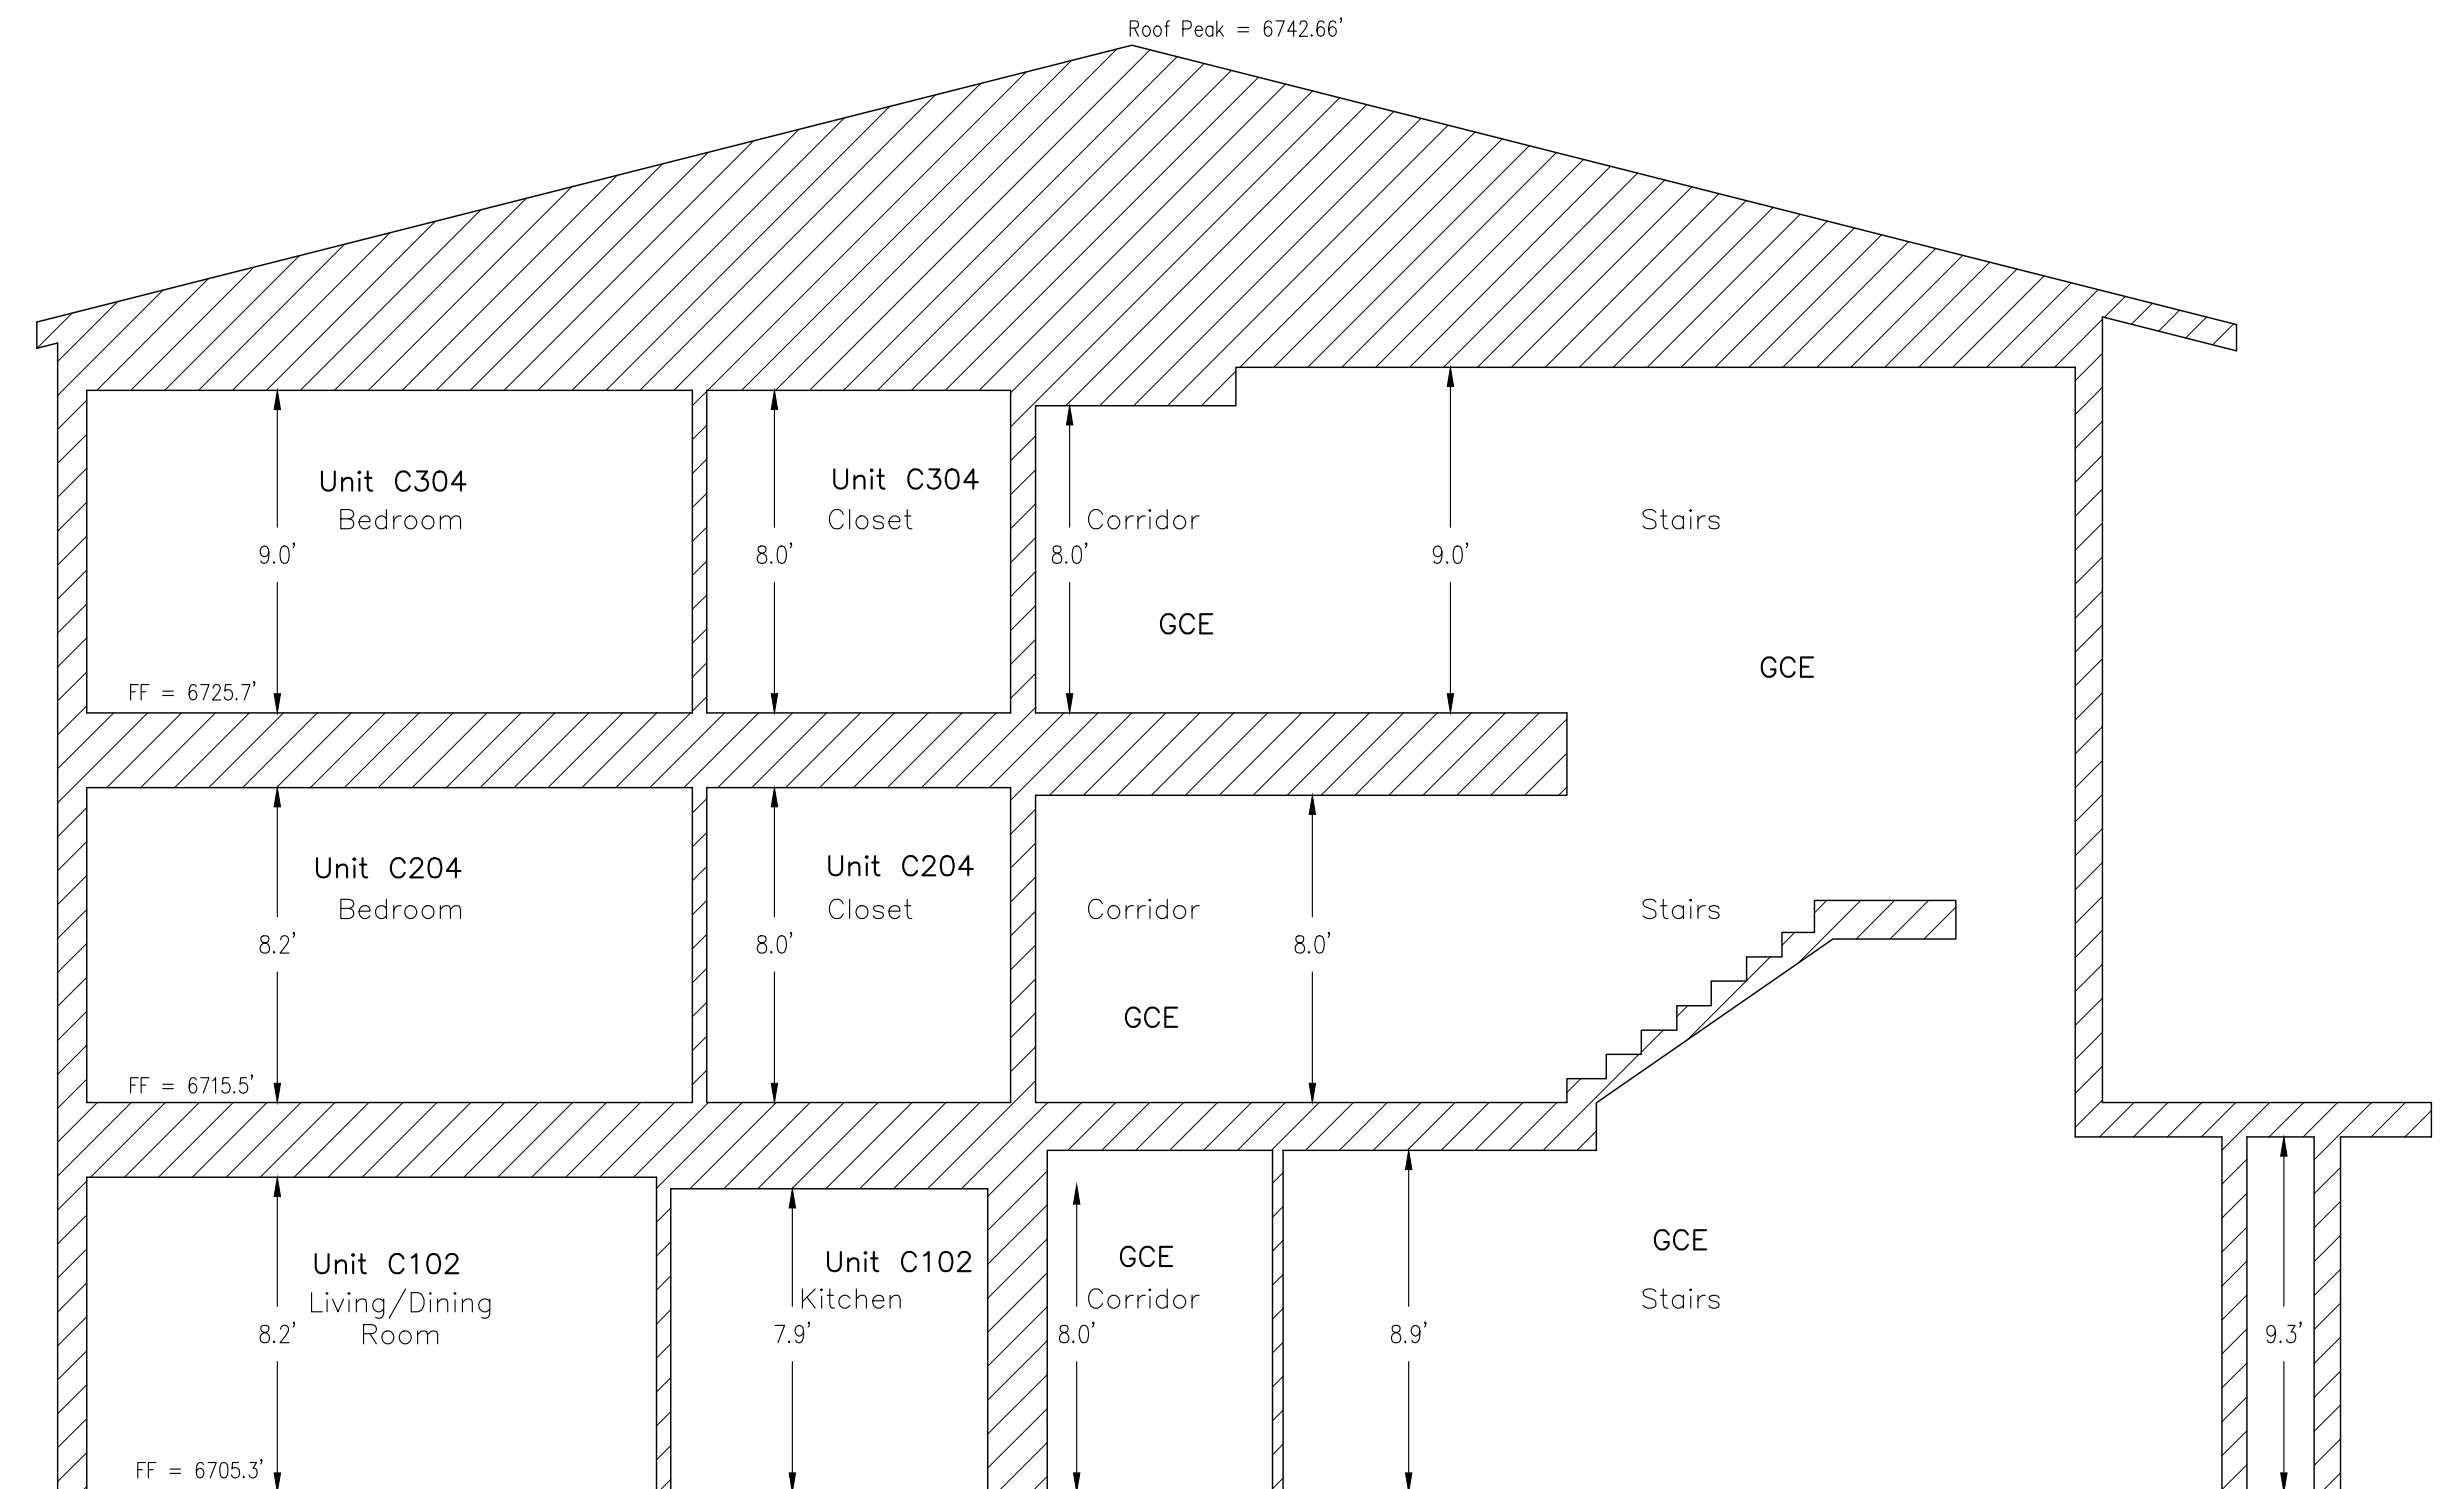 Roof Peak = 6742.66'
Unit C304
Bedroom
9.0'
FF = 6725.7'
Unit C304
Closet
8.0'
Corridor
8.0'
GCE
9.0'
Stairs
GCE
Unit C204
Bedroom
8.2'
FF = 6715.5'
Unit C204
Closet
8.0'
Corridor
8.0'
GCE
Stairs
Unit C102
Living/Dining
Room
8.2'
FF = 6705.3'
Unit C102
Kitchen
7.9'
GCE
Corridor
8.0'
8.9'
GCE
Stairs
9.3'